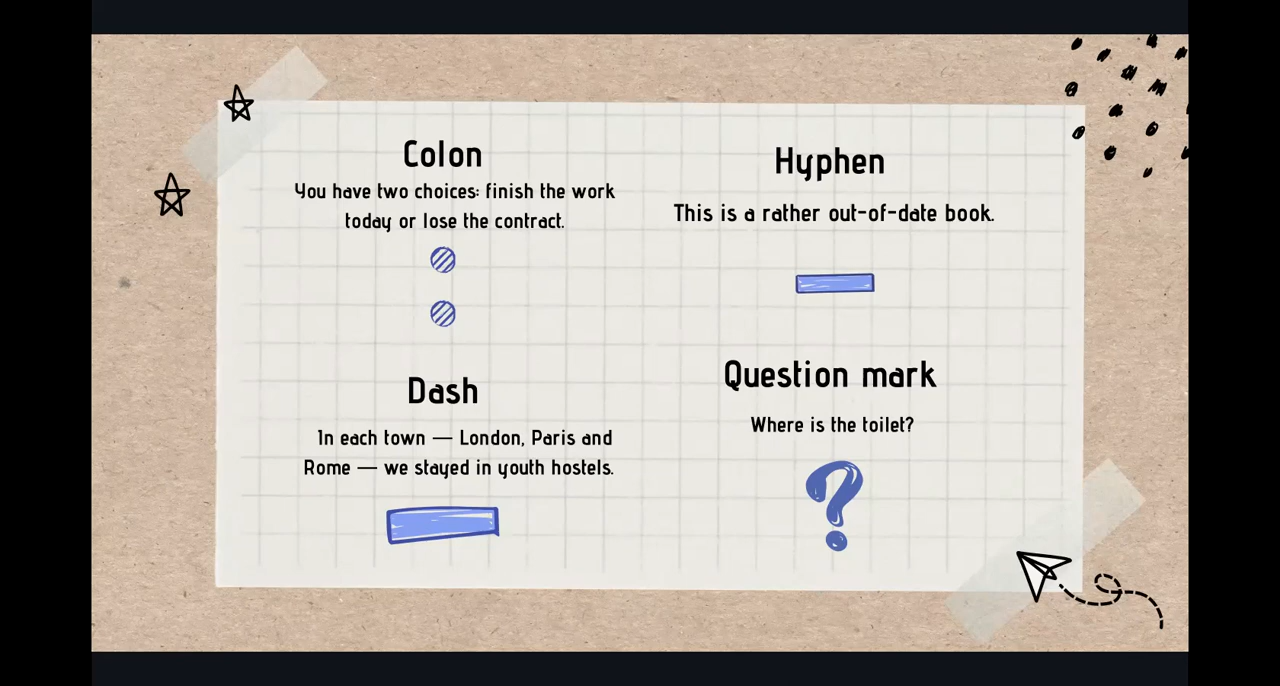 Colon
You have two choices: finish the work
today or lose the contract.
Hyphen
This is a rather out-of-date book.
Dash
In each town — London, Paris and
Rome — we stayed in youth hostels.
Question mark
Where is the toilet?
?